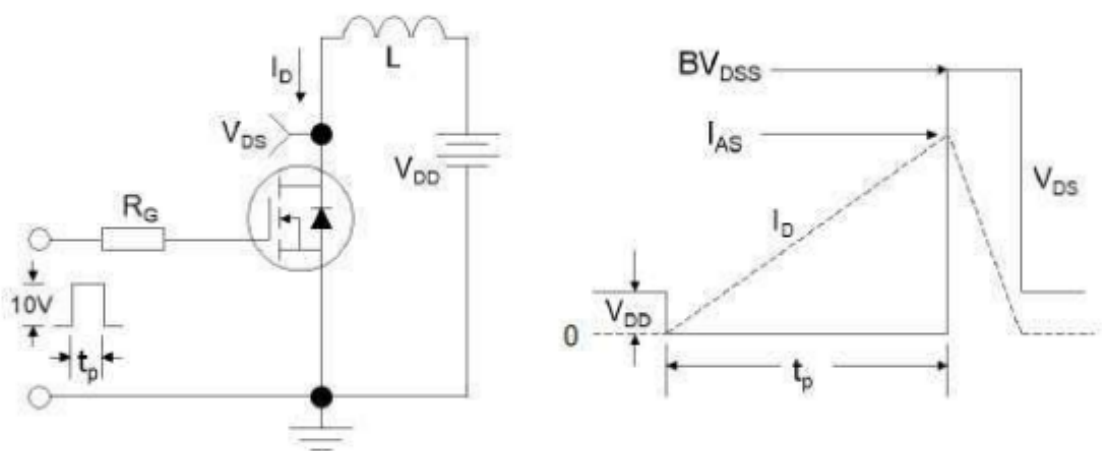 L
I_D
V_DS
V_DD
R_G
10V
t_p
BV_DSS
I_AS
V_DS
I_D
V_DD
0
t_p